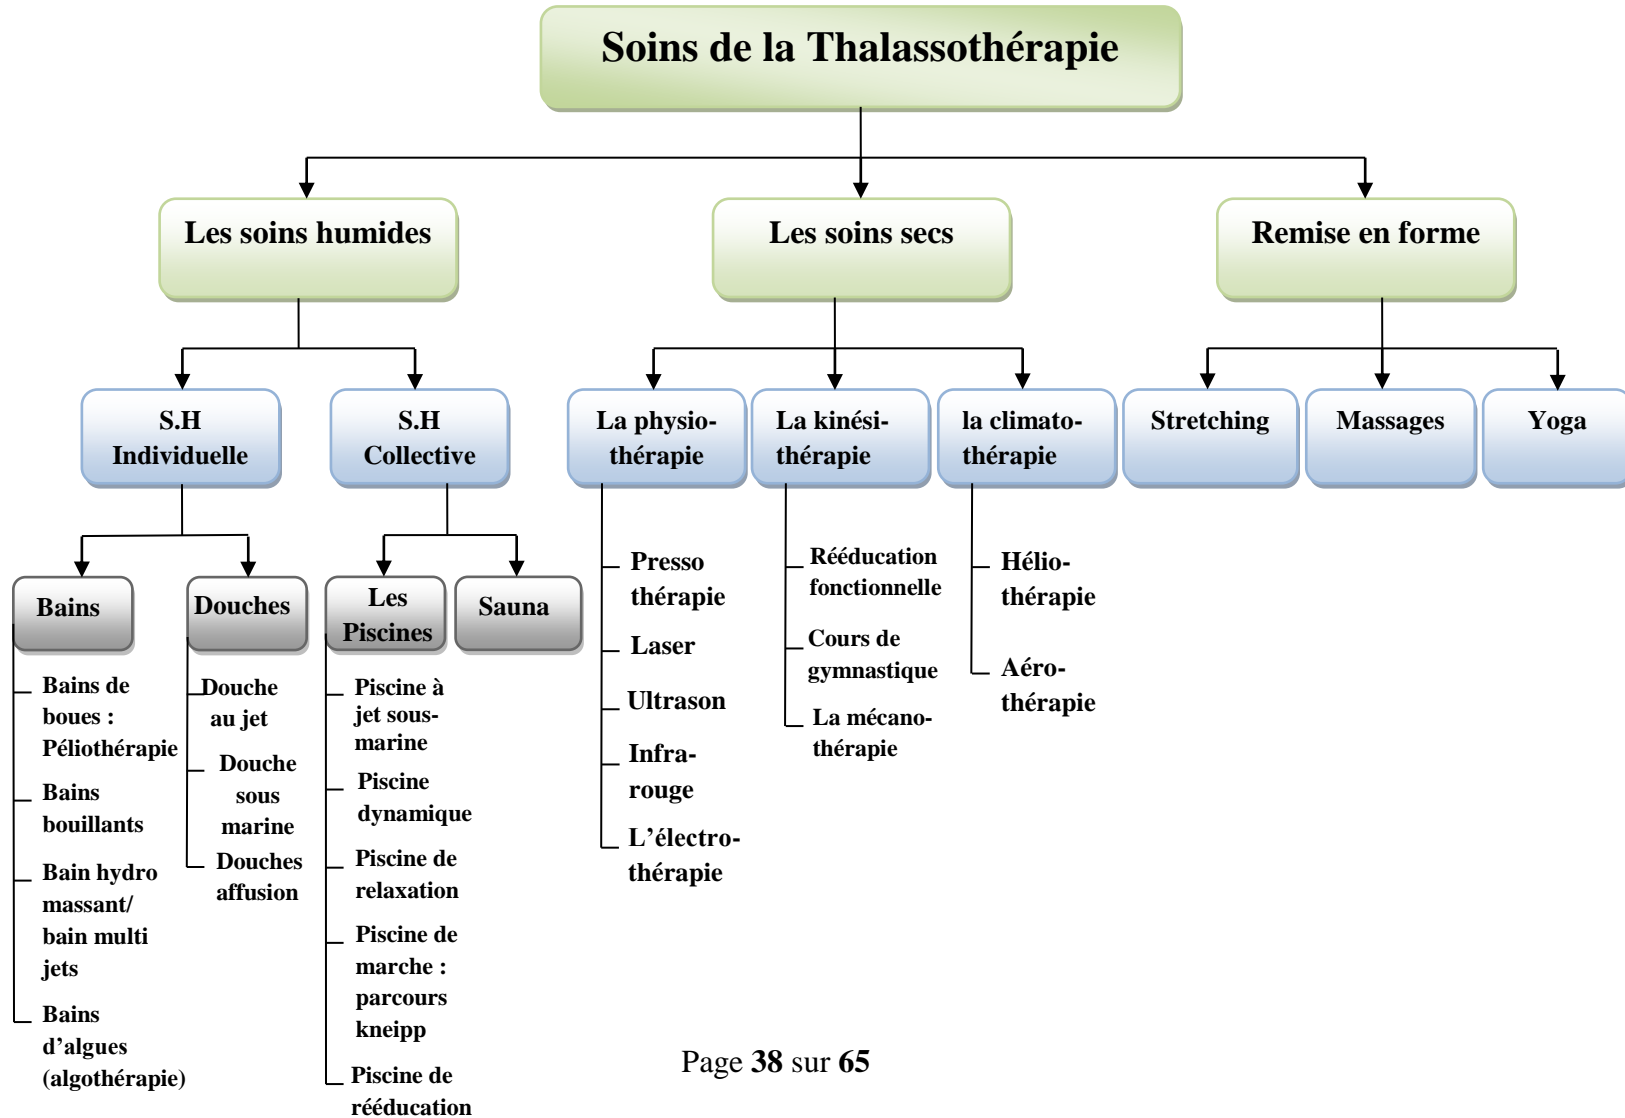 Soins de la Thalassothérapie
Les soins humides
Les soins secs
Remise en forme
S.H
Individuelle
S.H
Collective
La physio-
thérapie
La kinési-
thérapie
la climato-
thérapie
Stretching
Massages
Yoga
Bains
Douches
Les
Piscines
Sauna
Bains de
boues :
Péliothérapie
Bains
bouillants
Bain hydro
massant/
bain multi
jets
Bains
d’algues
(algothérapie)
Douche
au jet
Douche
sous
marine
Douches
affusion
Piscine à
jet sous-
marine
Piscine
dynamique
Piscine de
relaxation
Piscine de
marche :
parcours
kneipp
Piscine de
rééducation
Presso
thérapie
Laser
Ultrason
Infra-
rouge
L’électro-
thérapie
Rééducation
fonctionnelle
Cours de
gymnastique
La mécano-
thérapie
Hélio-
thérapie
Aéro-
thérapie
Page 38 sur 65